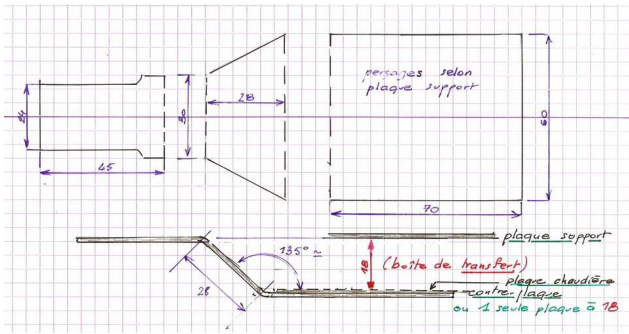 perçages selon
plaque support
28
24
30
60
45
70
plaque support
135° ≃
18
(boîte de transfert)
plaque chaudière
28
contre plaque
ou 1 seule plaque à 18